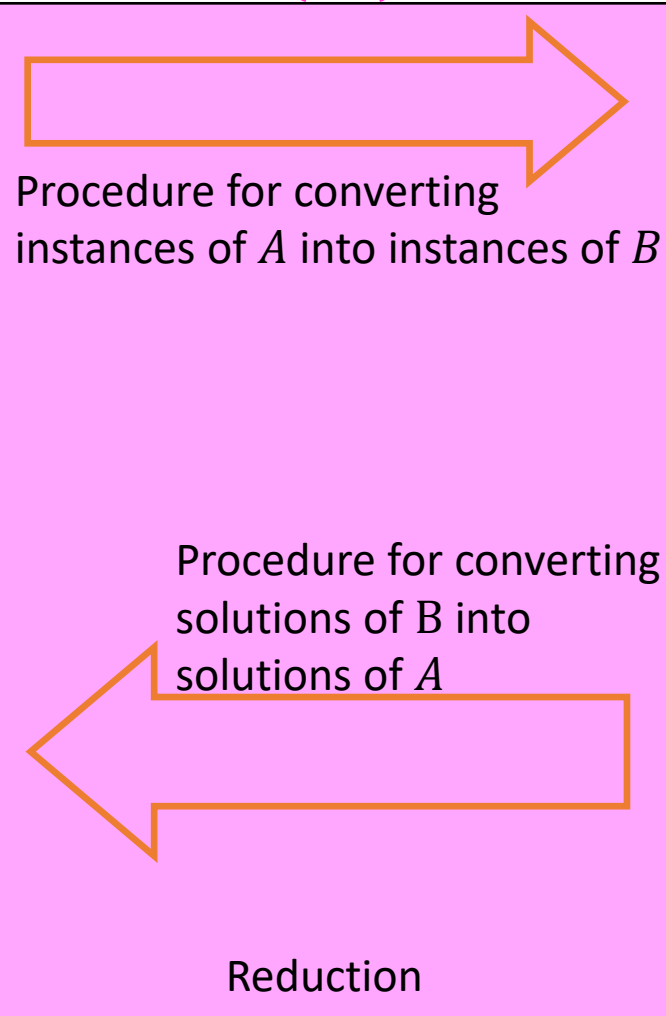 Procedure for converting
instances of A into instances of B
Procedure for converting
solutions of B into
solutions of A
Reduction